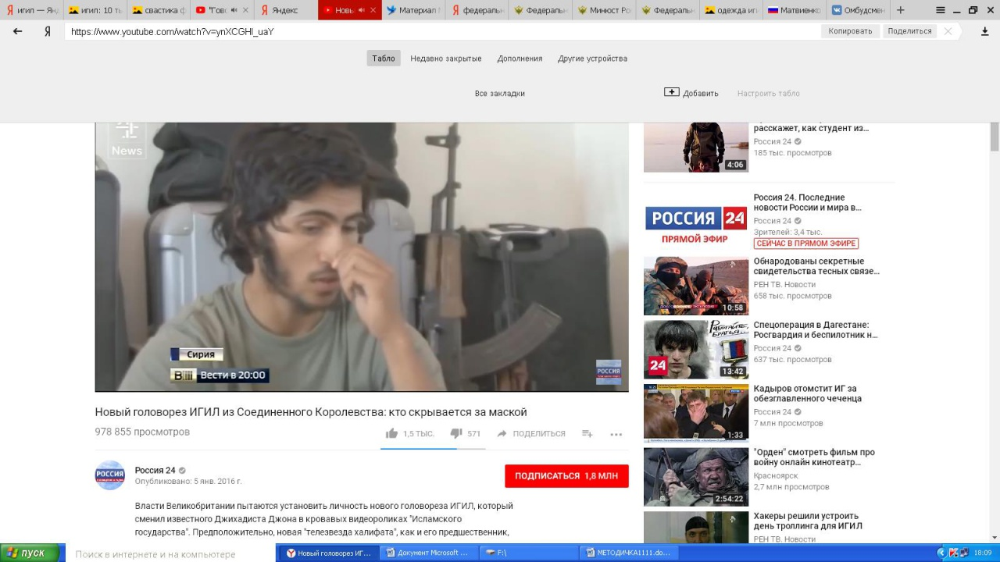 игил — Янд
игил: 10 ты
Яндекс
Новы
Материал М
федеральн
Федеральн
Минюст Ро
Федеральн
одежда иги
Матвиенко
Омбудсмен
https://www.youtube.com/watch?v=ynXCGHl_uaY
Копировать
Поделиться
Табло
Недавно закрытые
Дополнения
Другие устройства
Все закладки
Добавить
Настроить табло
News
Сирия
Вести в 20:00
РОССИЯ
Новый головорез ИГИЛ из Соединенного Королевства: кто скрывается за маской
978 855 просмотров
1,5 ТЫС.
571
ПОДЕЛИТЬСЯ
Россия 24
Опубликовано: 5 янв. 2016 г.
ПОДПИСАТЬСЯ 1,8 МЛН
Власти Великобритании пытаются установить личность нового головореза ИГИЛ, который
сменил известного Джихадиста Джона в кровавых видеороликах "Исламского
государства". Предположительно, новая "телезвезда халифата", как и его предшественник,
расскажет, как студент из...
Россия 24
185 тыс. просмотров
4:06
РОССИЯ 24
ПРЯМОЙ ЭФИР
Россия 24. Последние
новости России и мира в...
Россия 24
Зрителей: 3,4 тыс.
СЕЙЧАС В ПРЯМОМ ЭФИРЕ
Обнародованы секретные
свидетельства тесных связе...
РЕН ТВ. Новости
658 тыс. просмотров
10:58
Спецоперация в Дагестане:
Росгвардия и беспилотник н...
Россия 24
637 тыс. просмотров
24
13:42
Кадыров отомстит ИГ за
обезглавленного чеченца
Россия 24
7 млн просмотров
1:33
"Орден" смотреть фильм про
войну онлайн кинотеатр...
Красноярск
2,7 млн просмотров
2:54:22
Хакеры решили устроить
день троллинга для ИГИЛ
РЕН ТВ. Новости
пуск
Поиск в интернете и на компьютере
Новый головорез ИГ...
Документ Microsoft ...
F:\
МЕТОДИЧКА1111.do...
18:09